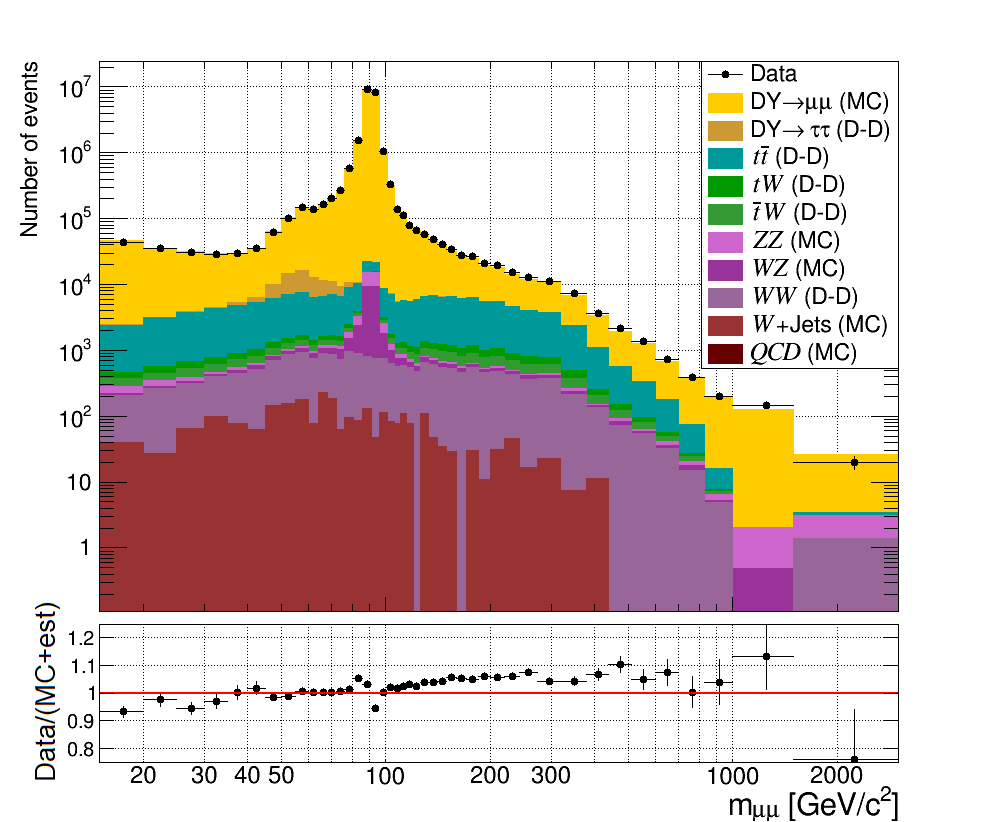 Number of events
10⁷
10⁶
10⁵
10⁴
10³
10²
10
1
Data
DY→μμ (MC)
DY→ ττ (D-D)
tt̄ (D-D)
tW (D-D)
t̄W (D-D)
ZZ (MC)
WZ (MC)
WW (D-D)
W+Jets (MC)
QCD (MC)
Data/(MC+est)
1.2
1.1
1
0.9
0.8
20 30 40 50 100 200 300 1000 2000
mμμ [GeV/c²]